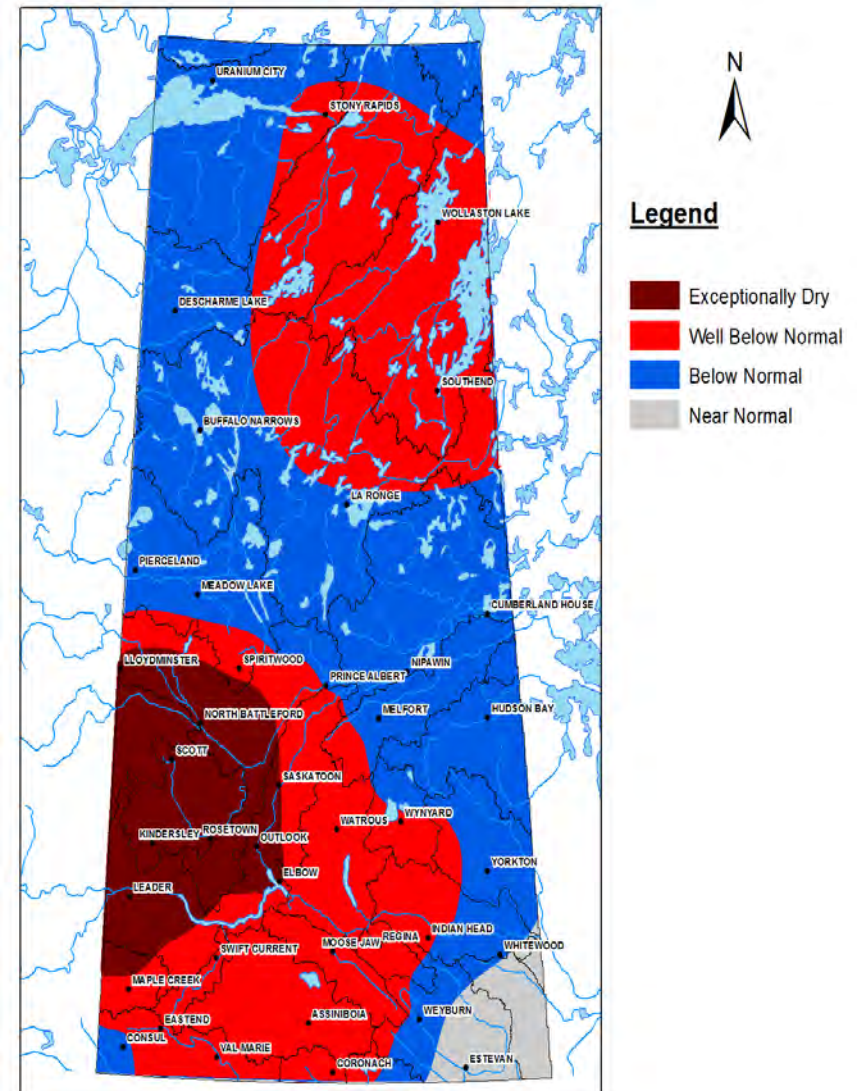 URANIUM CITY
STONY RAPIDS
WOLLASTON LAKE
DESCHARME LAKE
SOUTHEND
BUFFALO NARROWS
LA RONGE
PIERCELAND
MEADOW LAKE
CUMBERLAND HOUSE
LLOYDMINSTER
SPIRITWOOD
NIPAWIN
PRINCE ALBERT
NORTH BATTLEFORD
MELFORT
HUDSON BAY
SCOTT
SASKATOON
WYNYARD
WATROUS
KINDERSLEY
ROSETOWN
OUTLOOK
YORKTON
ELBOW
LEADER
INDIAN HEAD
REGINA
MOOSE JAW
WHITEWOOD
SWIFT CURRENT
MAPLE CREEK
ASSINIBOIA
WEYBURN
EASTEND
CONSUL
VAL MARIE
CORONACH
ESTEVAN
N
Legend
Exceptionally Dry
Well Below Normal
Below Normal
Near Normal